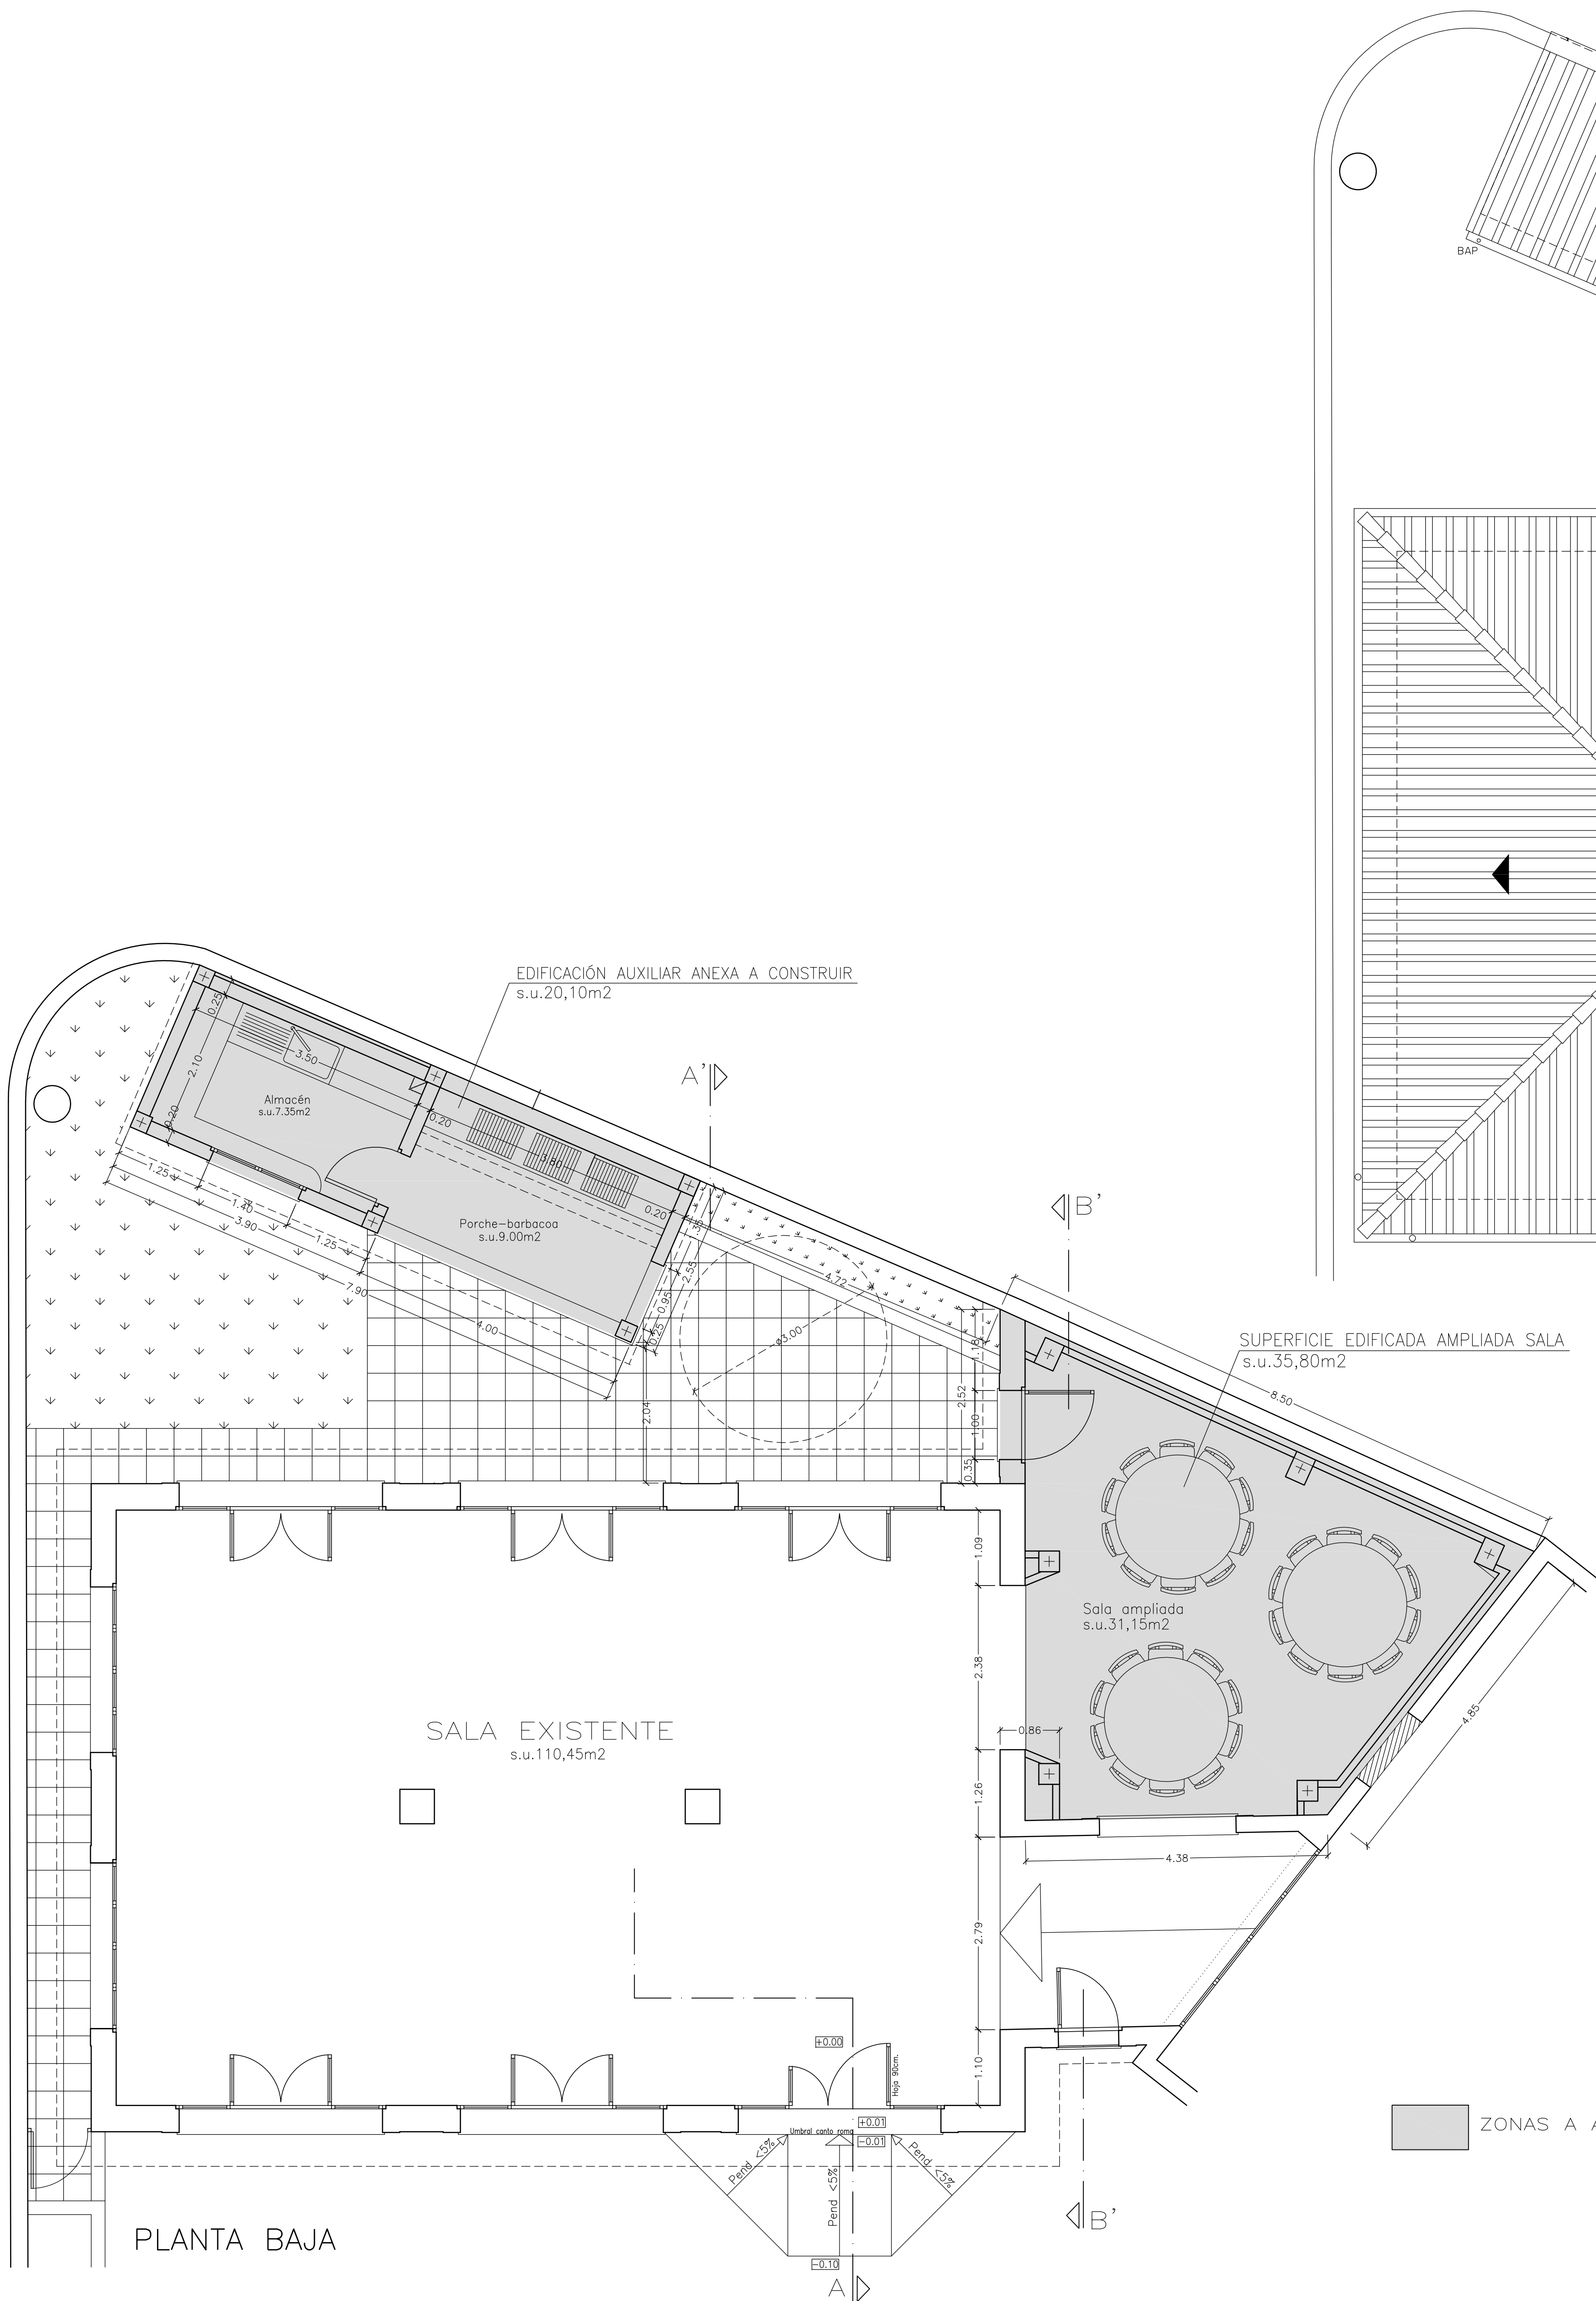 BAP
EDIFICACIÓN AUXILIAR ANEXA A CONSTRUIR
s.u.20,10m2
A'
B'
0.25
3.50
2.10
Almacén
s.u.7.35m2
0.20
0.20
3.80
0.20
1.25
1.40
3.90
1.25
7.90
4.00
Porche-barbacoa
s.u.9.00m2
1.35
2.55
0.95
0.25
4.72
ø3.00
2.04
1.18
2.52
1.00
0.35
SUPERFICIE EDIFICADA AMPLIADA SALA
s.u.35,80m2
8.50
1.09
Sala ampliada
s.u.31,15m2
2.38
SALA EXISTENTE
s.u.110,45m2
0.86
4.85
1.26
4.38
2.79
+0.00
Hoja 90cm.
1.10
+0.01
Umbral canto romo
-0.01
Pend <5%
Pend <5%
Pend <5%
-0.10
ZONAS A A
B'
PLANTA BAJA
A